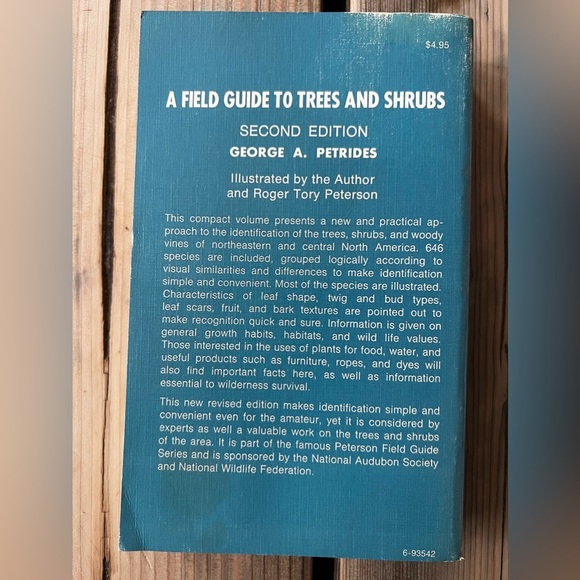 $4.95
A FIELD GUIDE TO TREES AND SHRUBS
SECOND EDITION
GEORGE A. PETRIDES
Illustrated by the Author
and Roger Tory Peterson
This compact volume presents a new and practical ap-
proach to the identification of the trees, shrubs, and woody
vines of northeastern and central North America. 646
species are included, grouped logically according to
visual similarities and differences to make identification
simple and convenient. Most of the species are illustrated.
Characteristics of leaf shape, twig and bud types,
leaf scars, fruit, and bark textures are pointed out to
make recognition quick and sure. Information is given on
general growth habits, habitats, and wild life values.
Those interested in the uses of plants for food, water, and
useful products such as furniture, ropes, and dyes will
also find important facts here, as well as information
essential to wilderness survival.
This new revised edition makes identification simple and
convenient even for the amateur, yet it is considered by
experts as well a valuable work on the trees and shrubs
of the area. It is part of the famous Peterson Field Guide
Series and is sponsored by the National Audubon Society
and National Wildlife Federation.
6-93542